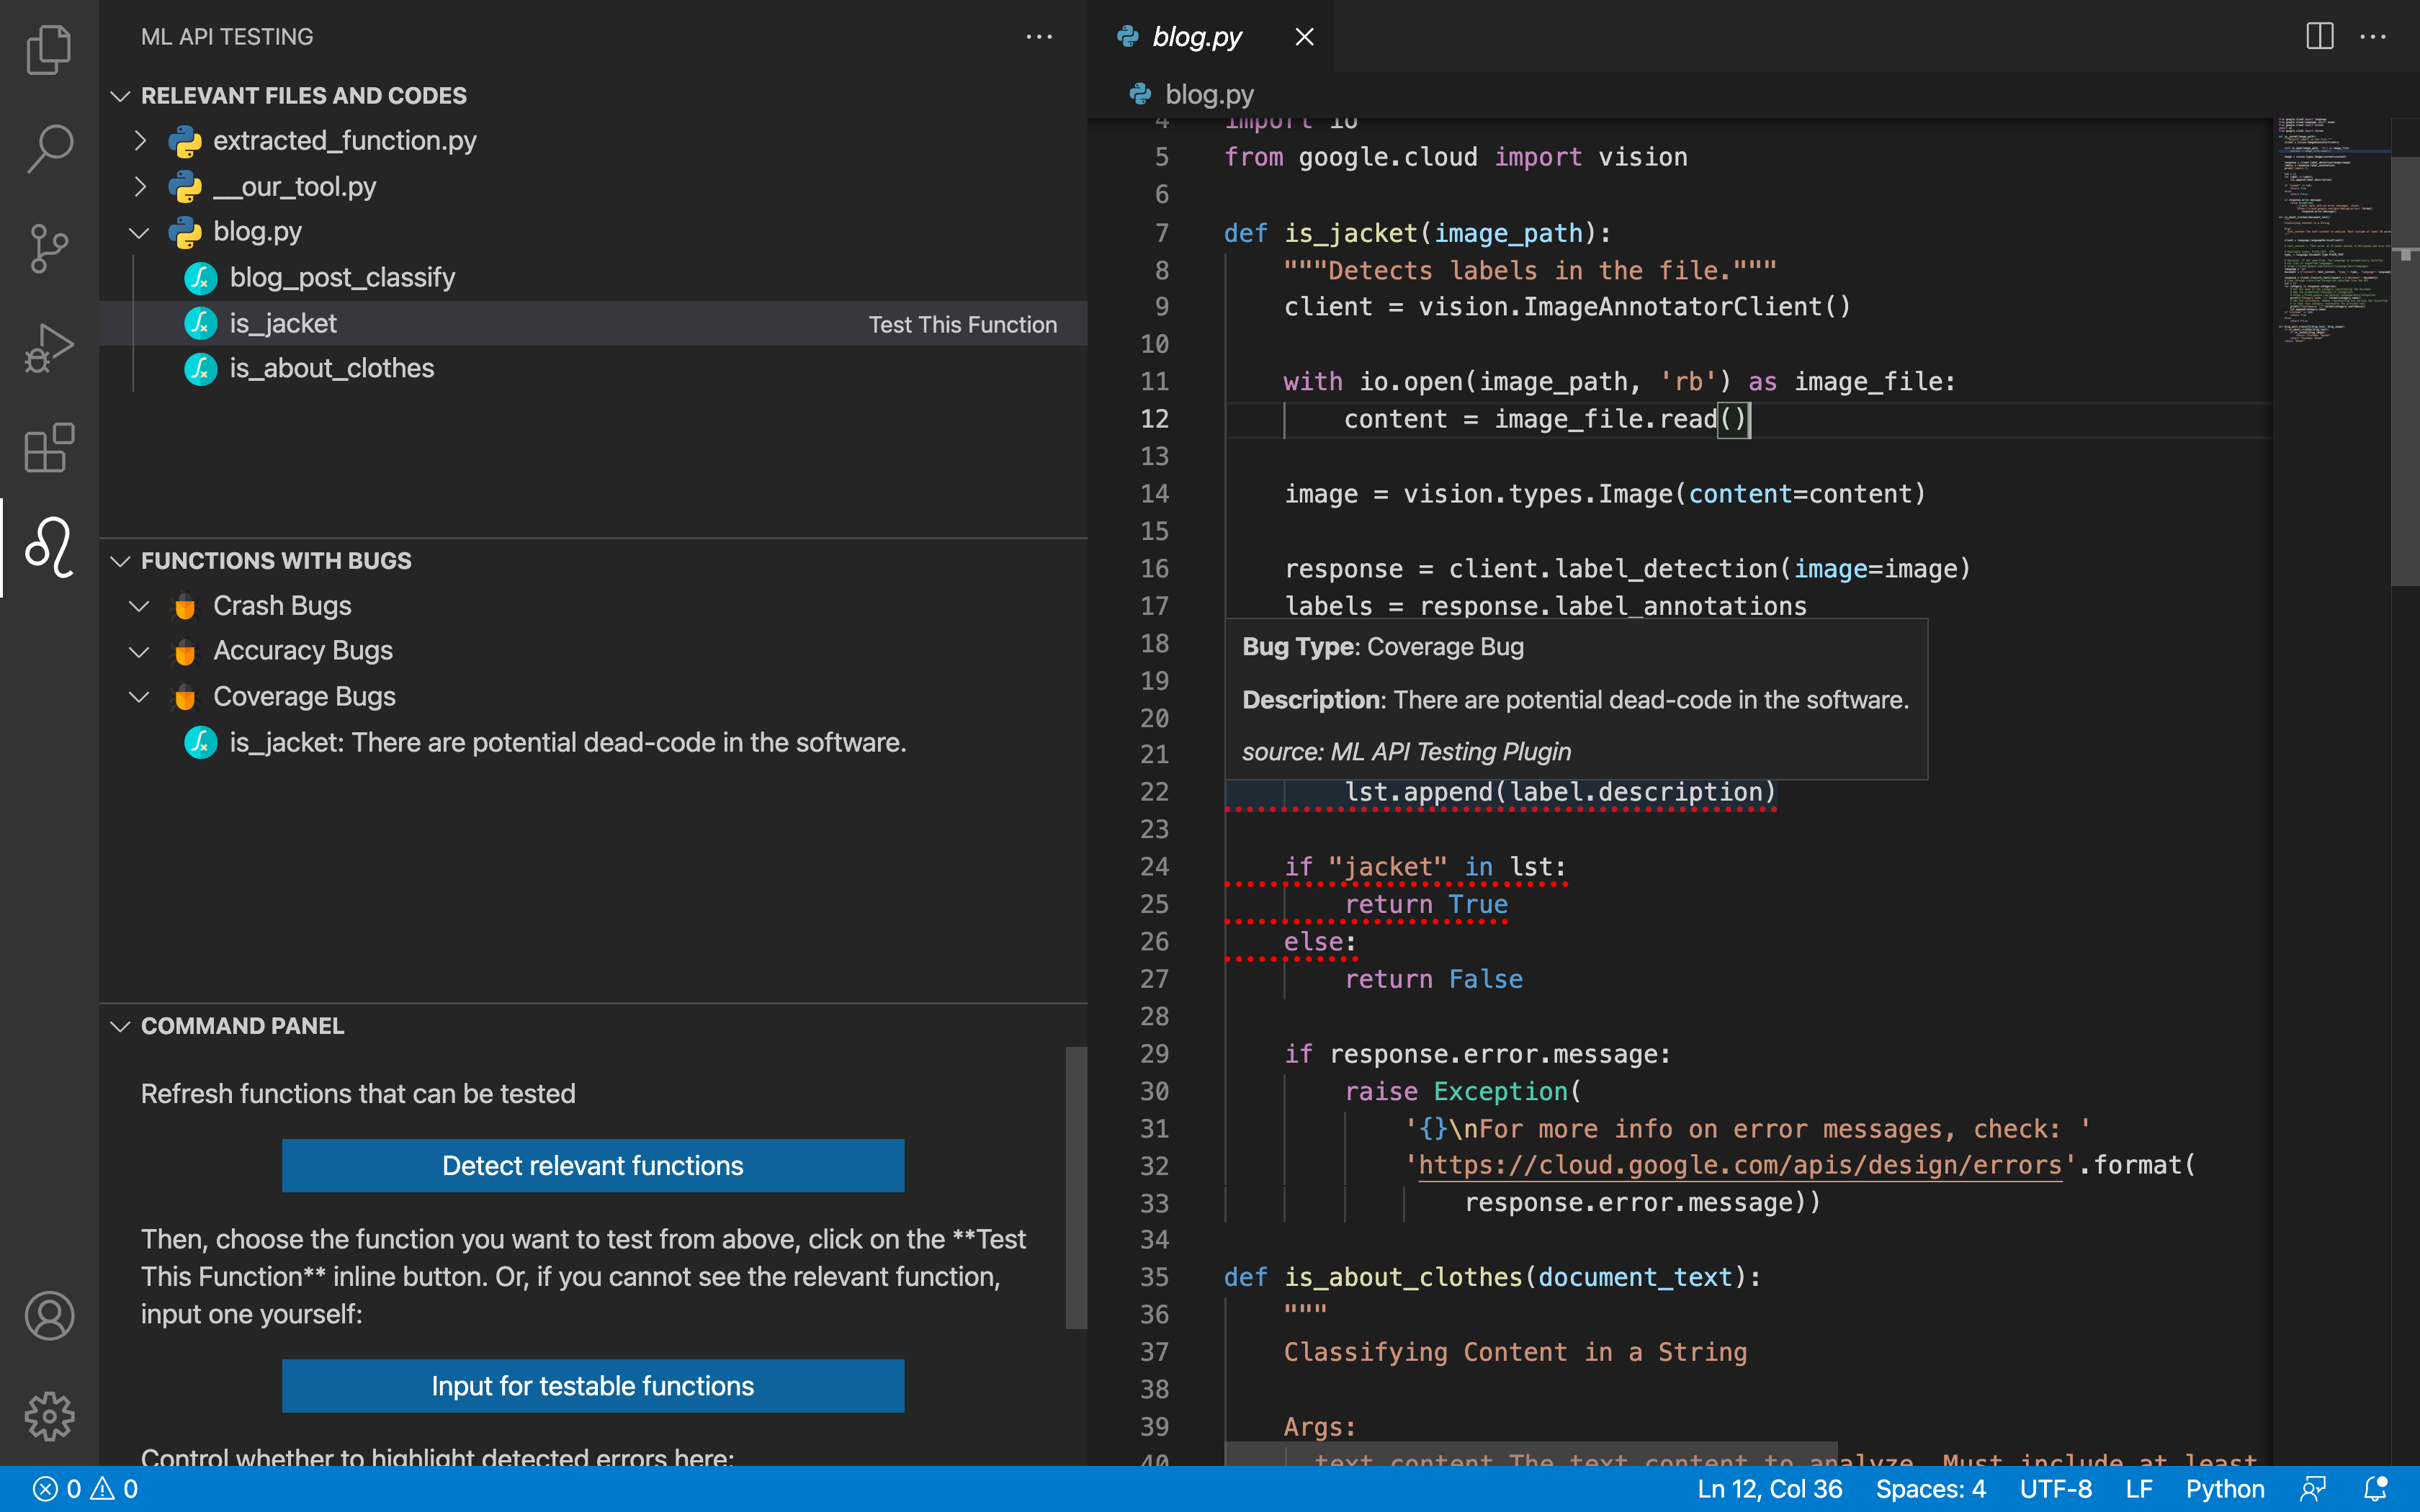 ML API TESTING
RELEVANT FILES AND CODES
extracted_function.py
__our_tool.py
blog.py
blog_post_classify
is_jacket Test This Function
is_about_clothes
FUNCTIONS WITH BUGS
Crash Bugs
Accuracy Bugs
Coverage Bugs
is_jacket: There are potential dead-code in the software.
COMMAND PANEL
Refresh functions that can be tested
Detect relevant functions
Then, choose the function you want to test from above, click on the **Test
This Function** inline button. Or, if you cannot see the relevant function,
input one yourself:
Input for testable functions
Control whether to highlight detected errors here:
blog.py
blog.py
4 import io
5 from google.cloud import vision
6
7 def is_jacket(image_path):
8 """Detects labels in the file."""
9 client = vision.ImageAnnotatorClient()
10
11 with io.open(image_path, 'rb') as image_file:
12 content = image_file.read()
13
14 image = vision.types.Image(content=content)
15
16 response = client.label_detection(image=image)
17 labels = response.label_annotations
18
19
20
21
Bug Type: Coverage Bug
Description: There are potential dead-code in the software.
source: ML API Testing Plugin
22 lst.append(label.description)
23
24 if "jacket" in lst:
25 return True
26 else:
27 return False
28
29 if response.error.message:
30 raise Exception(
31 '{}\nFor more info on error messages, check: '
32 'https://cloud.google.com/apis/design/errors'.format(
33 response.error.message))
34
35 def is_about_clothes(document_text):
36 """
37 Classifying Content in a String
38
39 Args:
40 text_content The text content to analyze. Must include at least
0 0
Ln 12, Col 36 Spaces: 4 UTF-8 LF Python